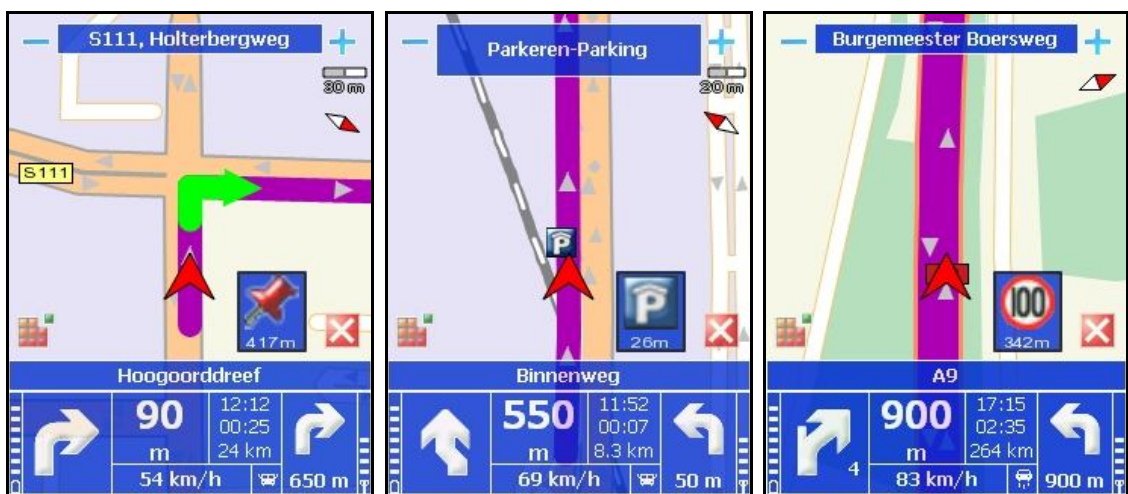 S111, Holterbergweg
30 m
S111
417m
Hoogoorddreef
90
m
12:12
00:25
24 km
54 km/h
650 m
Parkeren-Parking
20 m
P
P
26m
Binnenweg
550
m
11:52
00:07
8.3 km
69 km/h
50 m
Burgemeester Boersweg
100
342m
A9
4
900
m
17:15
02:35
264 km
83 km/h
900 m